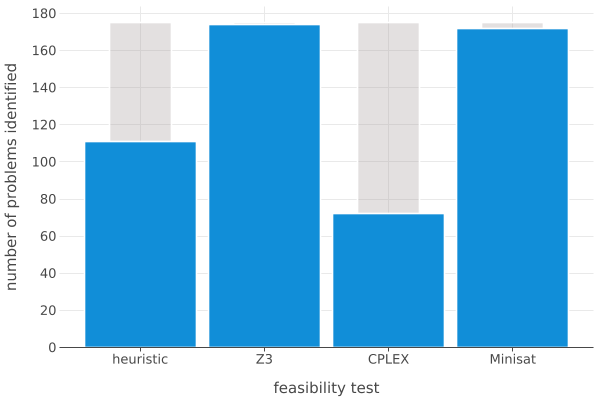 number of problems identified
180
160
140
120
100
80
60
40
20
0
heuristic
Z3
CPLEX
Minisat
feasibility test